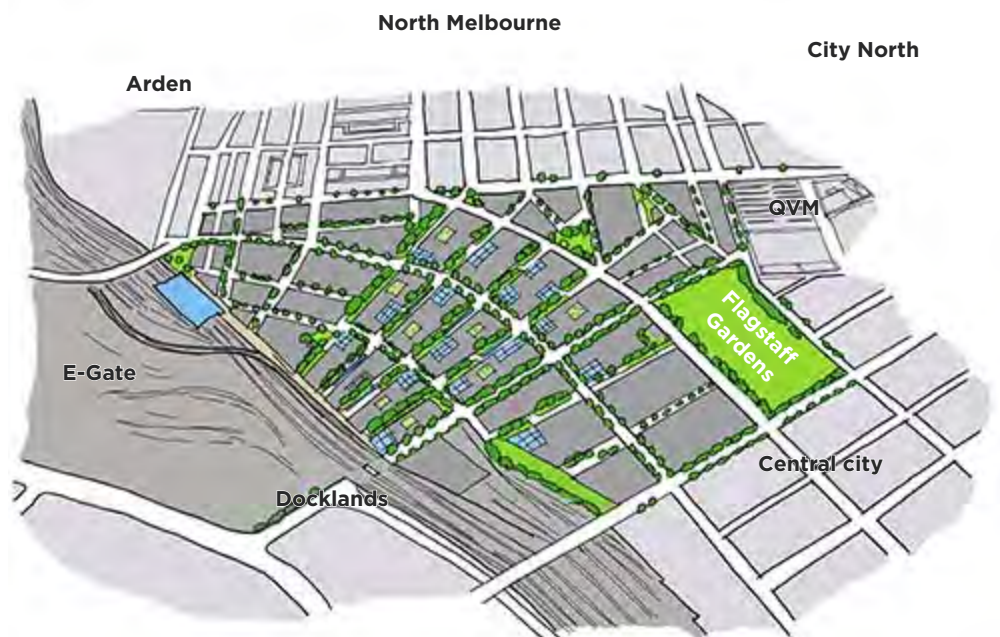 North Melbourne
City North
Arden
QVM
Flagstaff
Gardens
E-Gate
Central city
Docklands